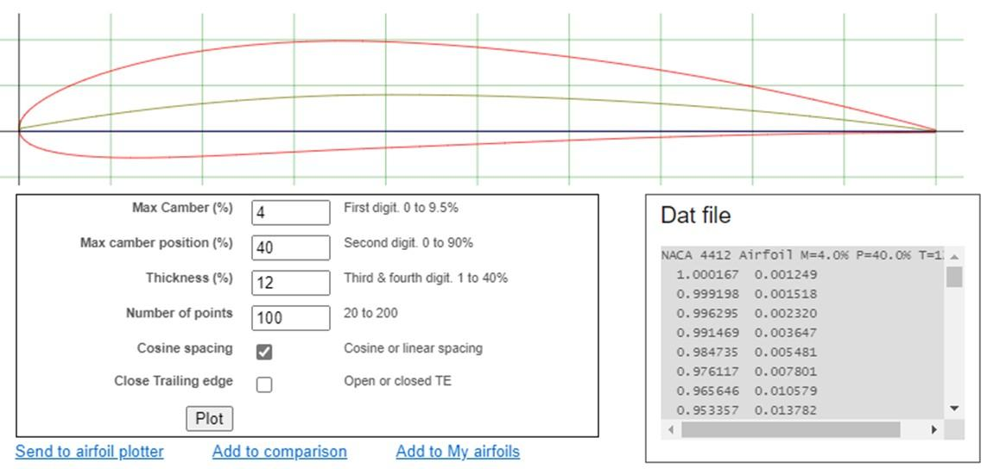 Max Camber (%) 4 First digit. 0 to 9.5%
Max camber position (%) 40 Second digit. 0 to 90%
Thickness (%) 12 Third & fourth digit. 1 to 40%
Number of points 100 20 to 200
Cosine spacing Cosine or linear spacing
Close Trailing edge Open or closed TE
Plot
Send to airfoil plotter Add to comparison Add to My airfoils
Dat file
NACA 4412 Airfoil M=4.0% P=40.0%
1.000167 0.001249
0.999198 0.001518
0.996295 0.002320
0.991469 0.003647
0.984735 0.005481
0.976117 0.007801
0.965646 0.010579
0.953357 0.013782